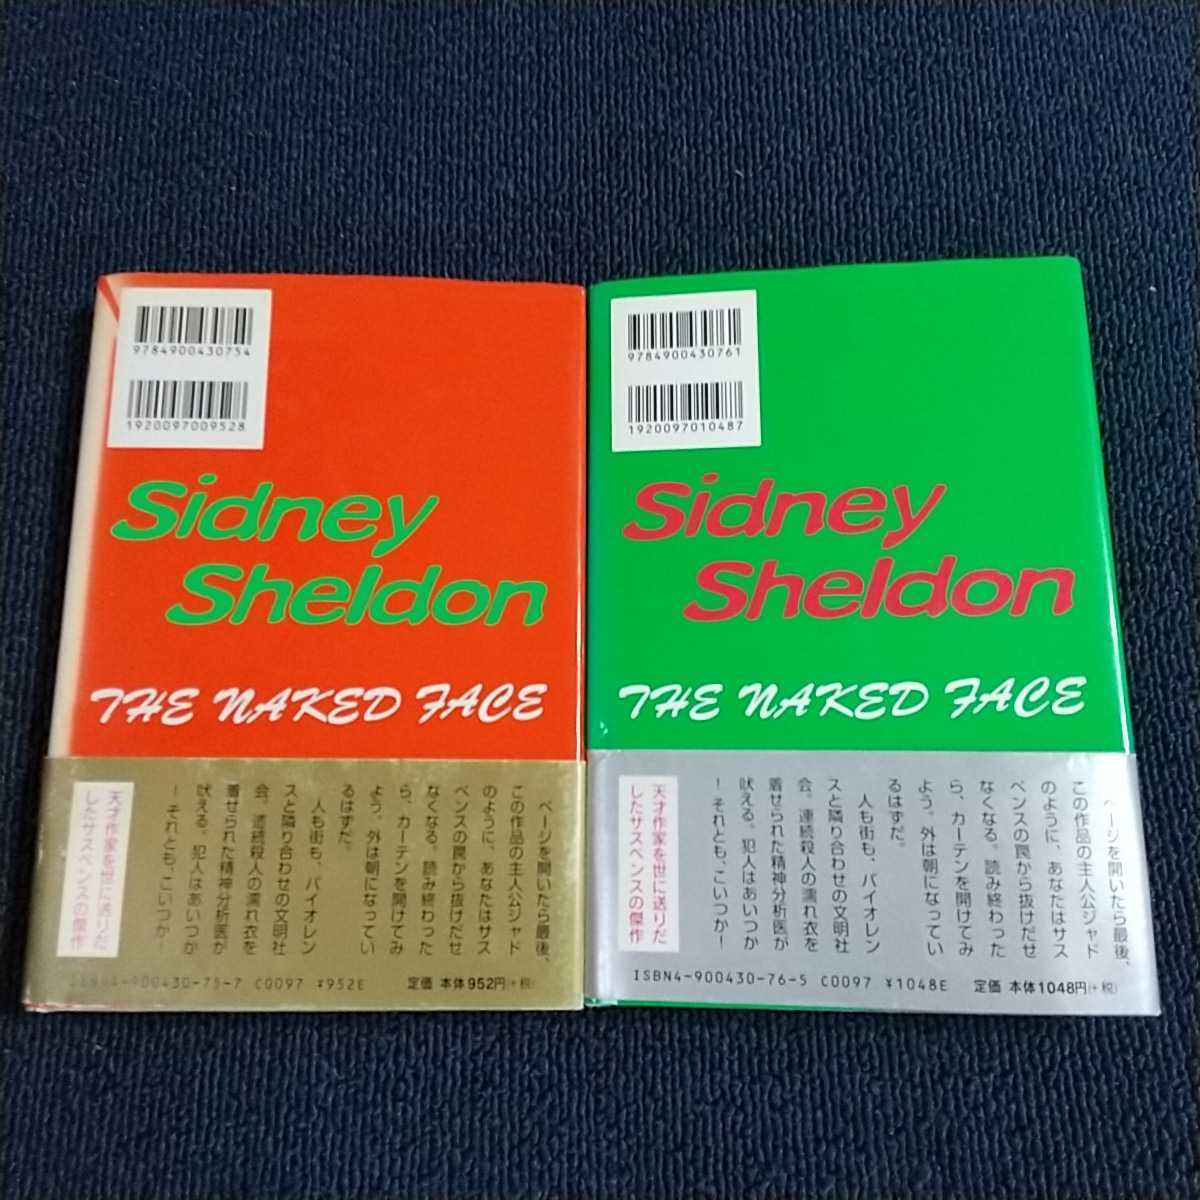 9784900430754
1920097009528
Sidney
Sheldon
THE NAKED FACE
ページを開いたら最後、
この作品の主人公ジャド
のように、あなたはサス
ペンスの罠から抜けだせ
なくなる。読み終わった
ら、カーテンを開けてみ
よう。外は朝になってい
るはずだ。
人も街も、バイオレン
スと隣り合わせの文明社
会。連続殺人の濡れ衣を
着せられた精神分析医が
吠える。犯人はあいつか
！それとも、こいつか！
天才作家を世に送りだ
したサスペンスの傑作
ISBN4-900430-75-7 C0097 ¥952E 定価 本体952円(+税)
9784900430761
1920097010487
Sidney
Sheldon
THE NAKED FACE
ページを開いたら最後、
この作品の主人公ジャド
のように、あなたはサス
ペンスの罠から抜けだせ
なくなる。読み終わった
ら、カーテンを開けてみ
よう。外は朝になってい
るはずだ。
人も街も、バイオレン
スと隣り合わせの文明社
会。連続殺人の濡れ衣を
着せられた精神分析医が
吠える。犯人はあいつか
！それとも、こいつか！
天才作家を世に送りだ
したサスペンスの傑作
ISBN4-900430-76-5 C0097 ¥1048E 定価 本体1048円(+税)